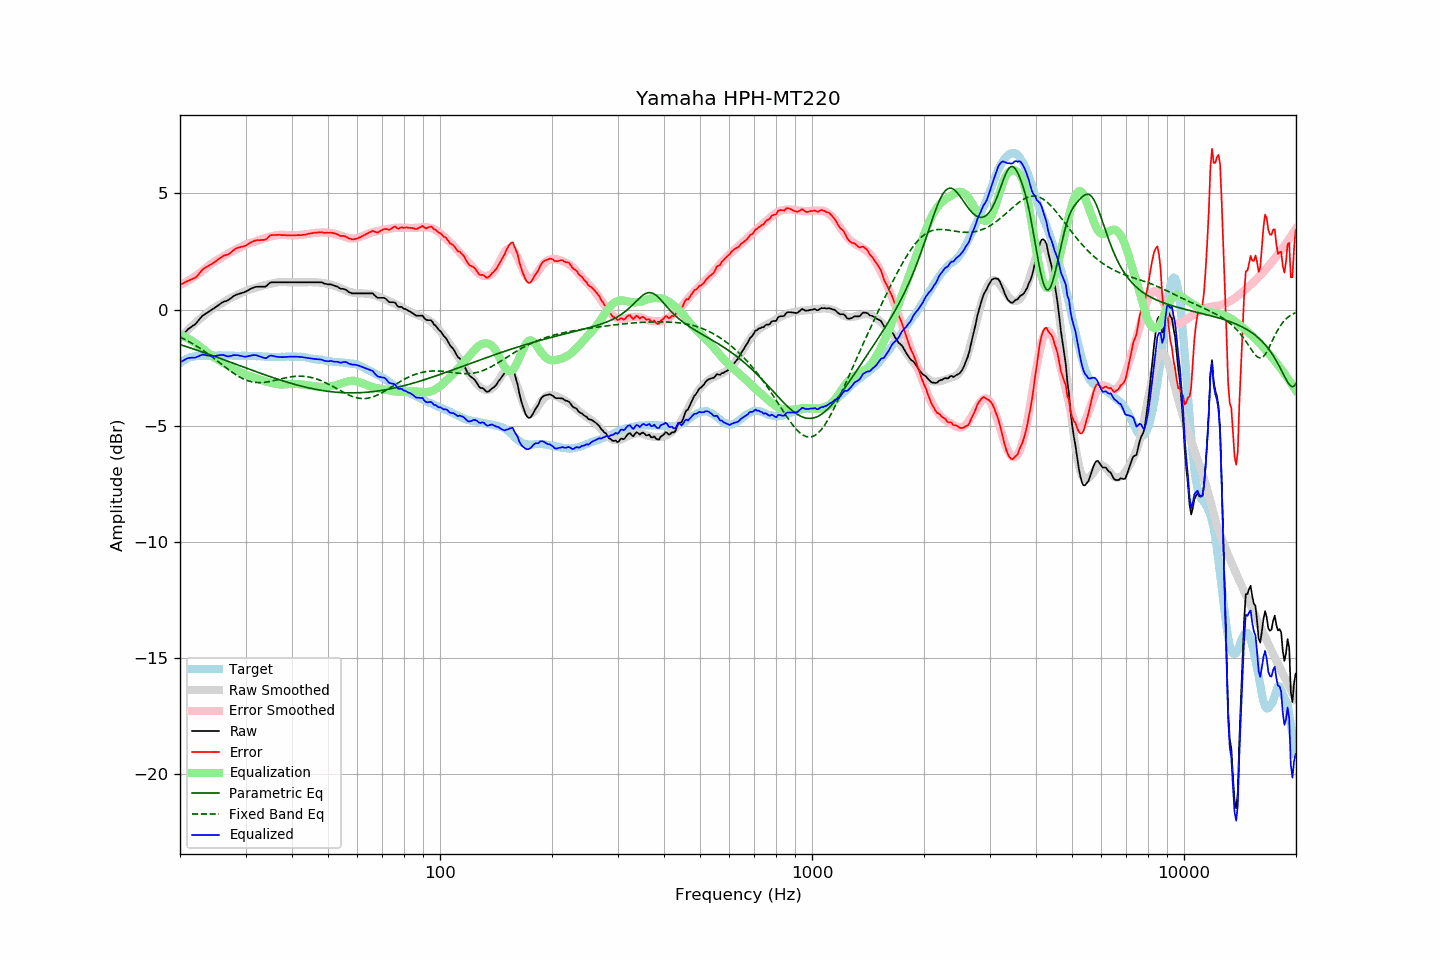 Yamaha HPH-MT220
Amplitude (dBr)
5
0
−5
−10
−15
−20
Target
Raw Smoothed
Error Smoothed
Raw
Error
Equalization
Parametric Eq
Fixed Band Eq
Equalized
100
1000
10000
Frequency (Hz)